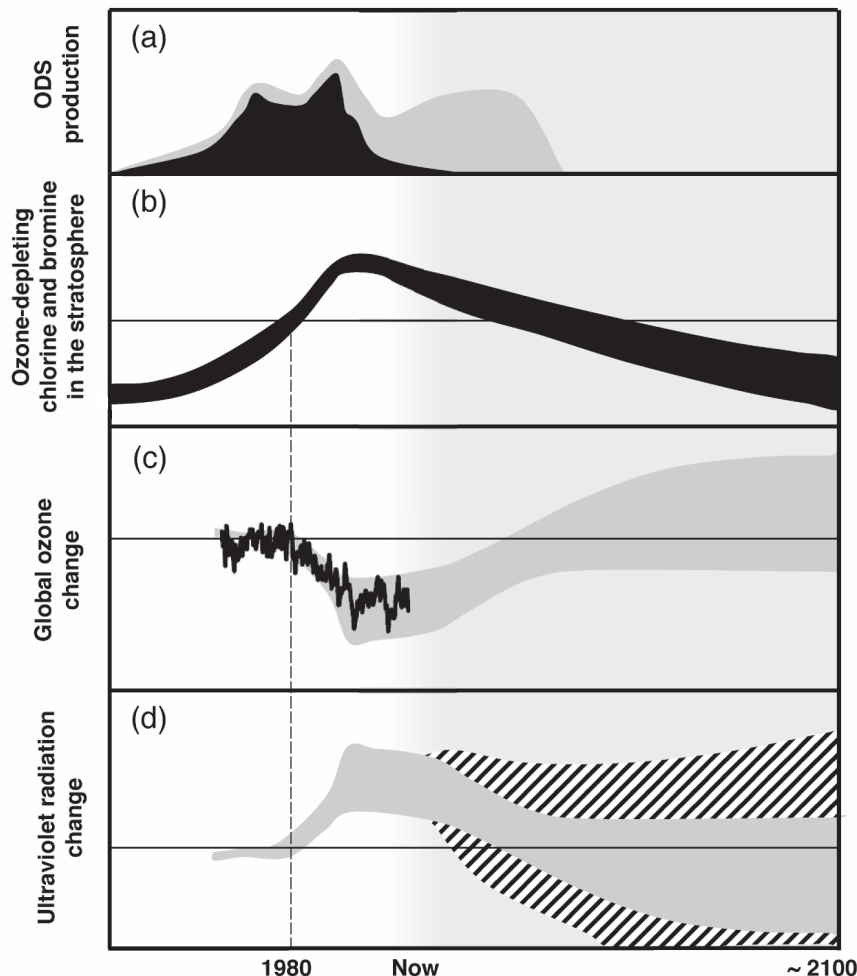 (a)
ODS
production
(b)
Ozone-depleting
chlorine and bromine
in the stratosphere
(c)
Global ozone
change
(d)
Ultraviolet radiation
change
1980 Now ~ 2100